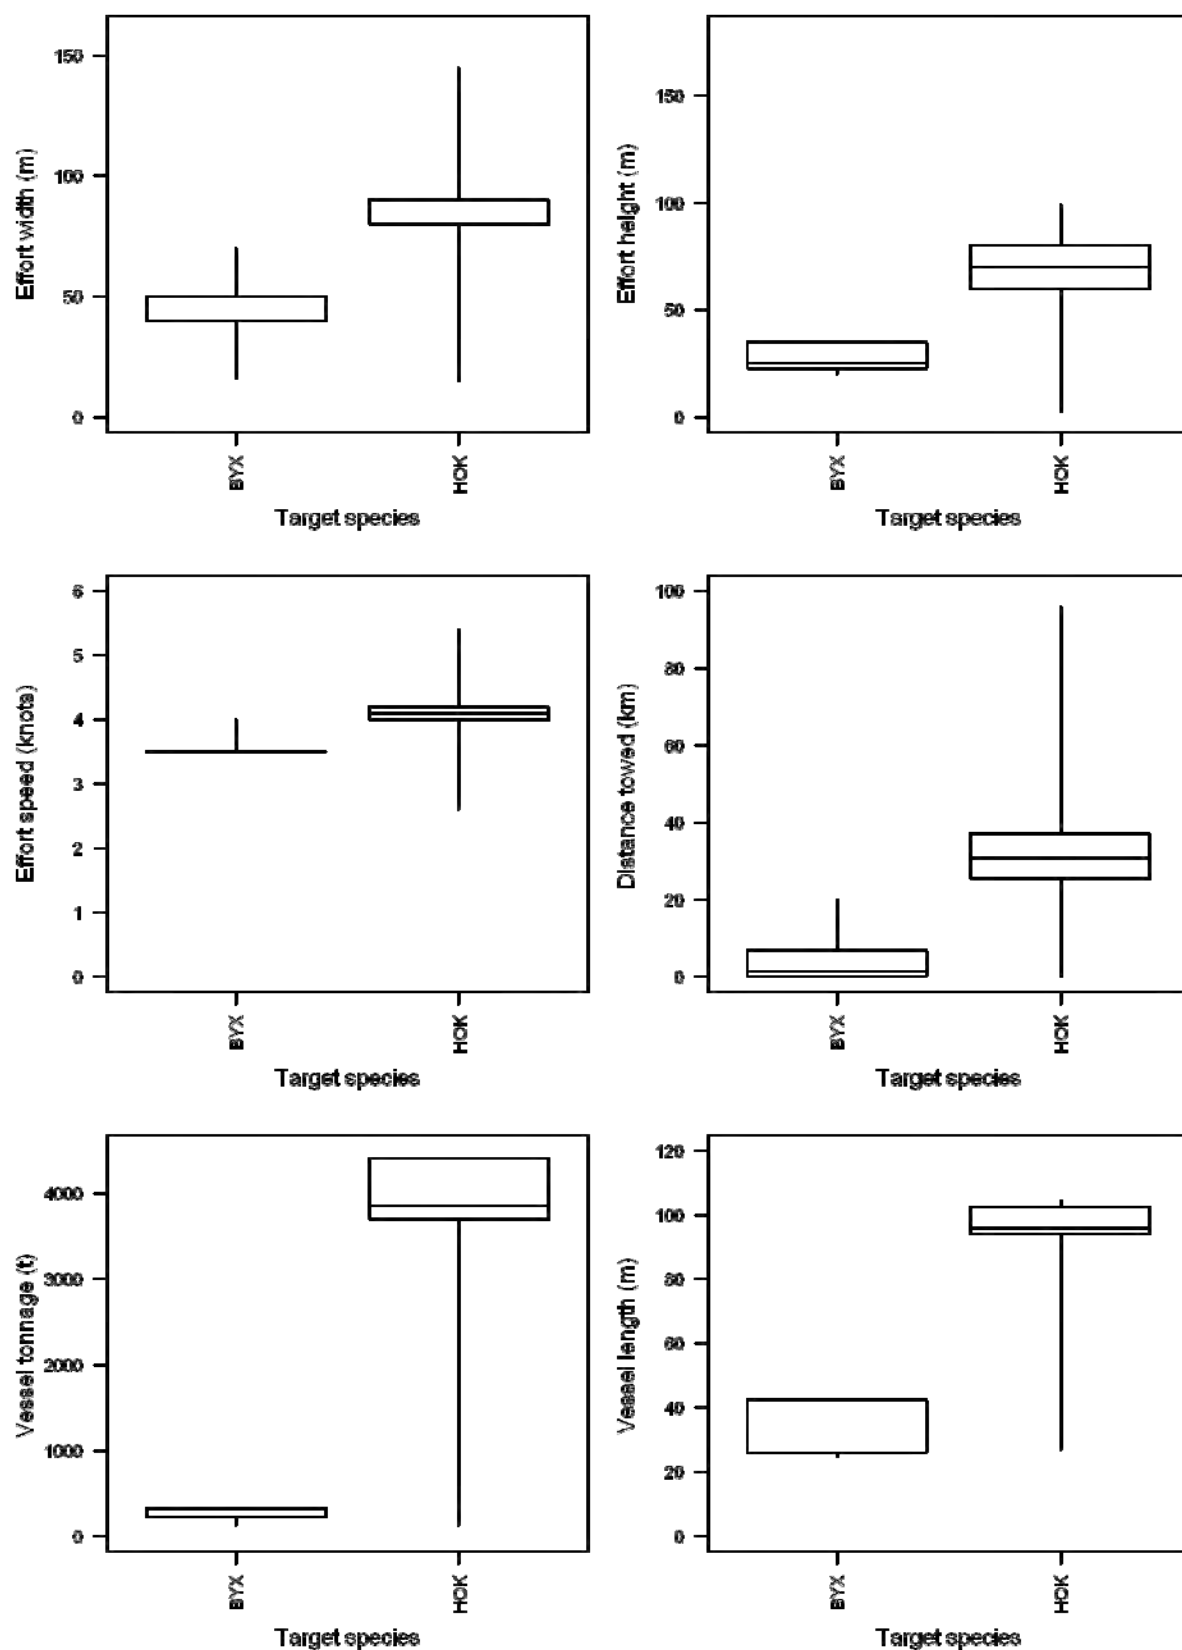 Effort width (m)
150
100
50
0
BYX
HOK
Target species
Effort height (m)
150
100
50
0
BYX
HOK
Target species
Effort speed (knots)
6
5
4
3
2
1
0
BYX
HOK
Target species
Distance towed (km)
100
80
60
40
20
0
BYX
HOK
Target species
Vessel tonnage (t)
4000
3000
2000
1000
0
BYX
HOK
Target species
Vessel length (m)
120
100
80
60
40
20
0
BYX
HOK
Target species